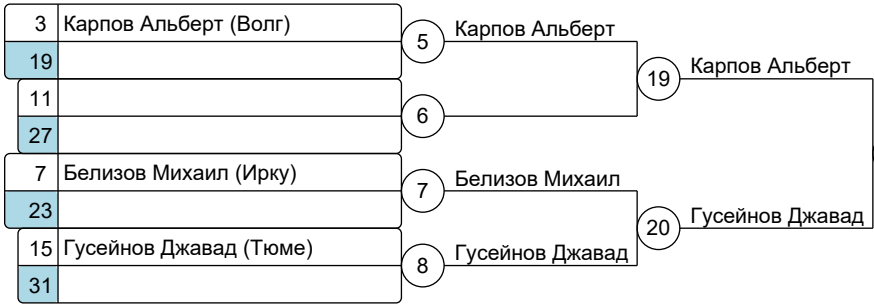 3 Карпов Альберт (Волг)
19
5 Карпов Альберт
19 Карпов Альберт
11
27
6
7 Белизов Михаил (Ирку)
23
7 Белизов Михаил
20 Гусейнов Джавад
15 Гусейнов Джавад (Тюме)
31
8 Гусейнов Джавад